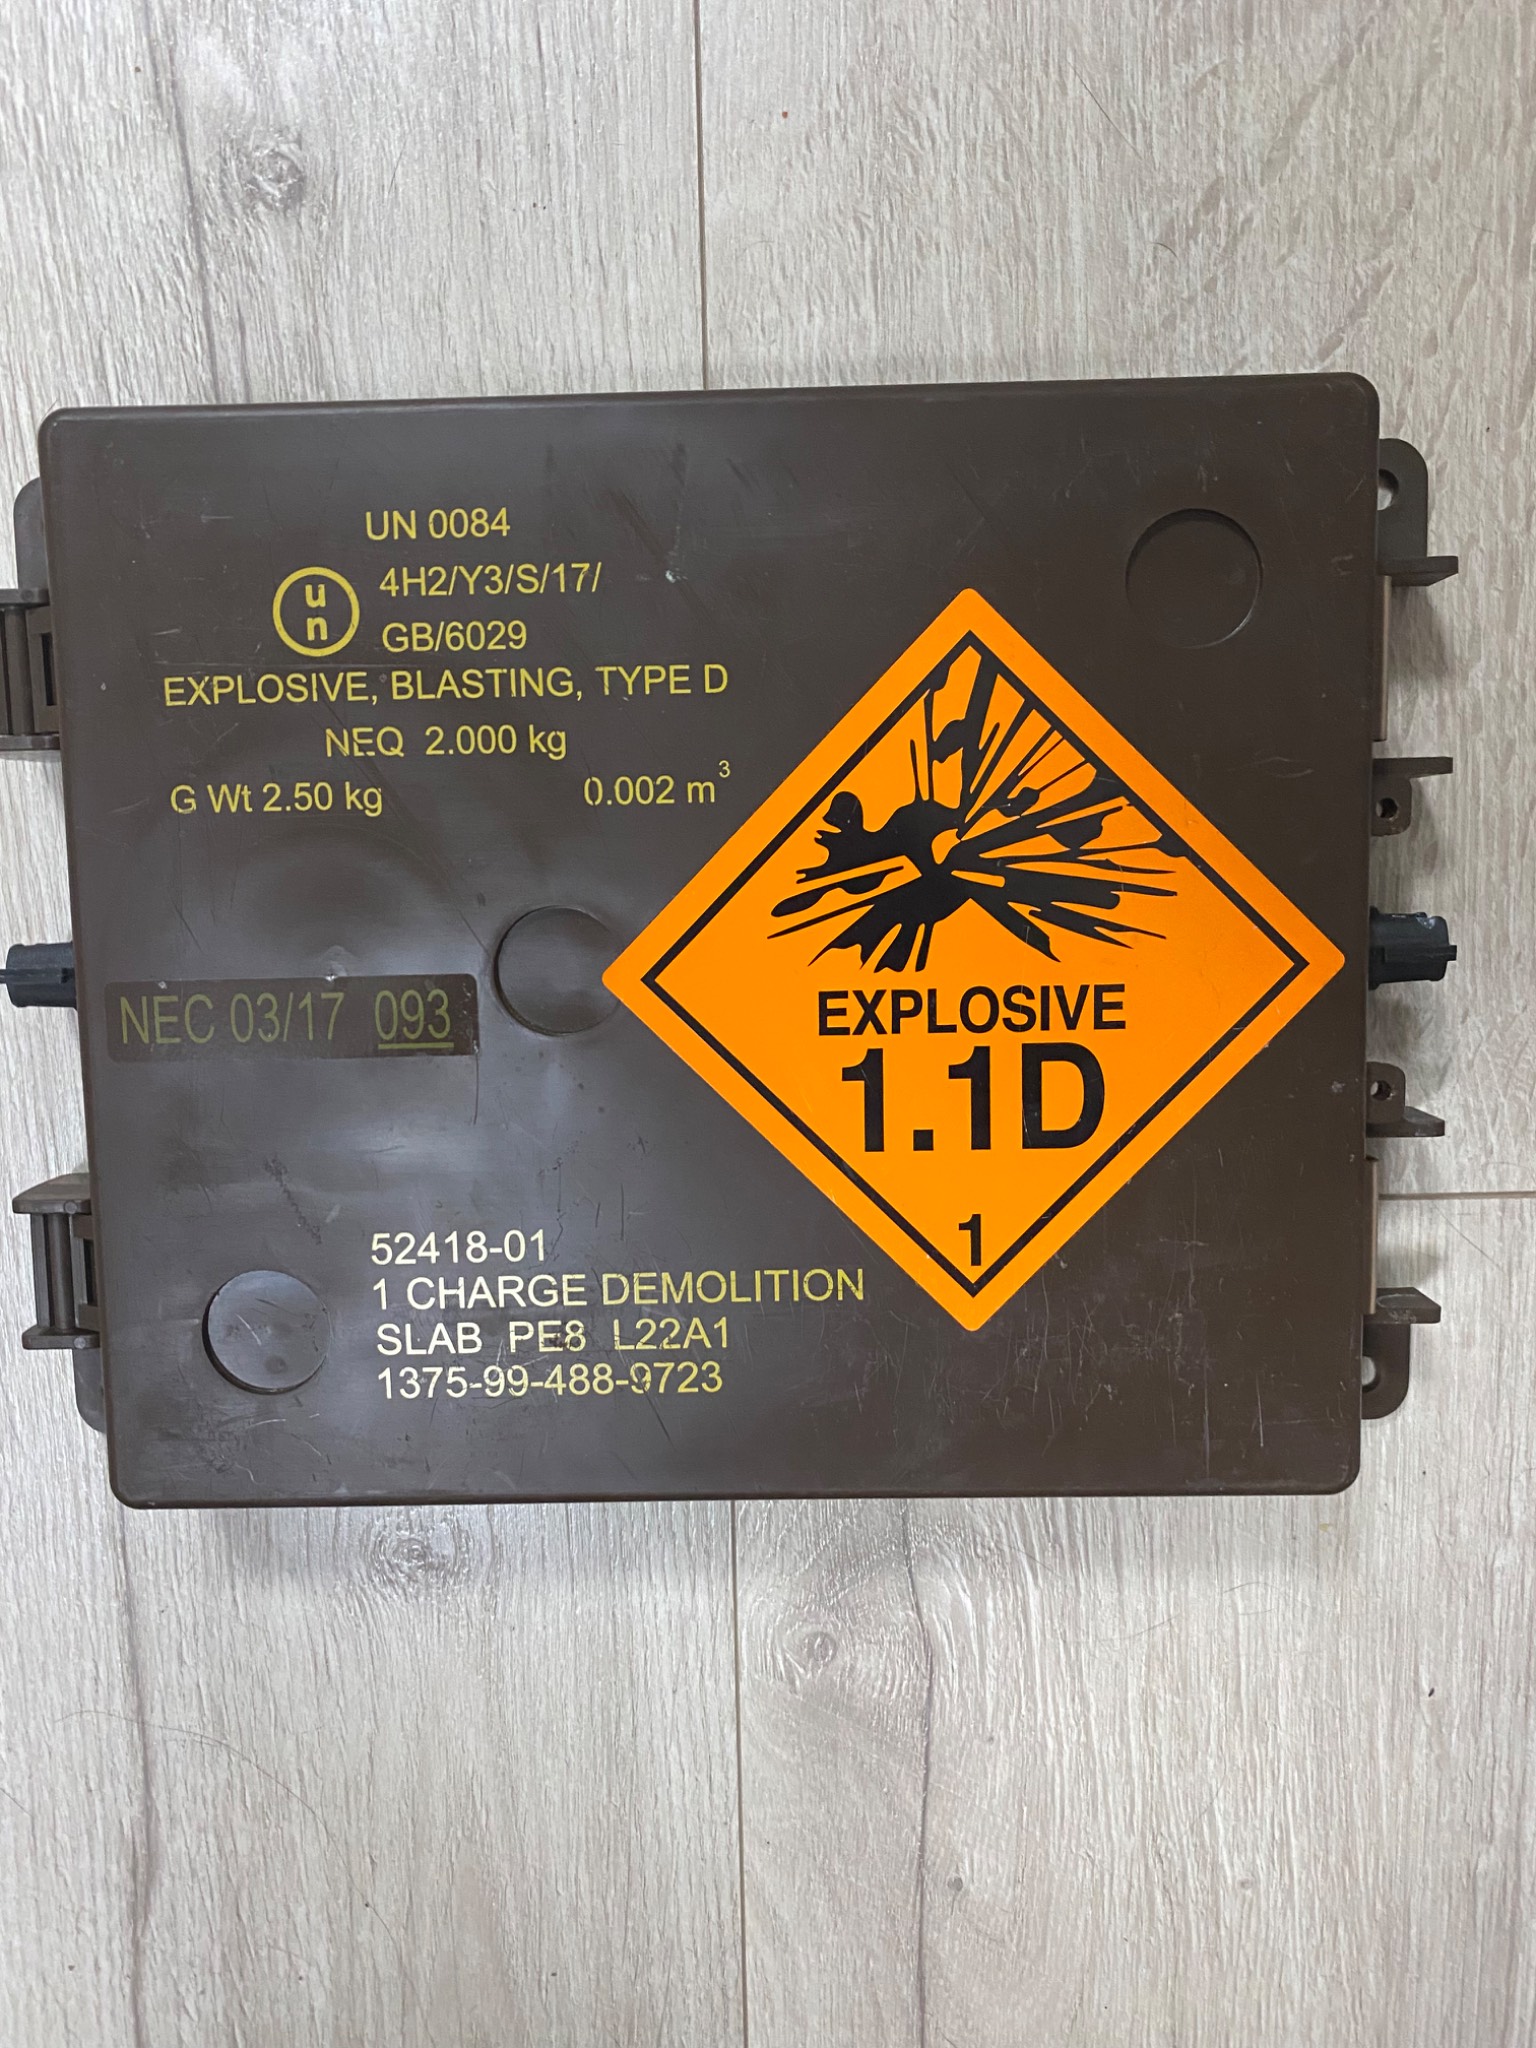 UN 0084
un
4H2/Y3/S/17/
GB/6029
EXPLOSIVE, BLASTING, TYPE D
NEQ 2.000 kg
G Wt 2.50 kg 0.002 m³
EXPLOSIVE
1.1D
1
NEC 03/17 093
52418-01
1 CHARGE DEMOLITION
SLAB PE8 L22A1
1375-99-488-9723